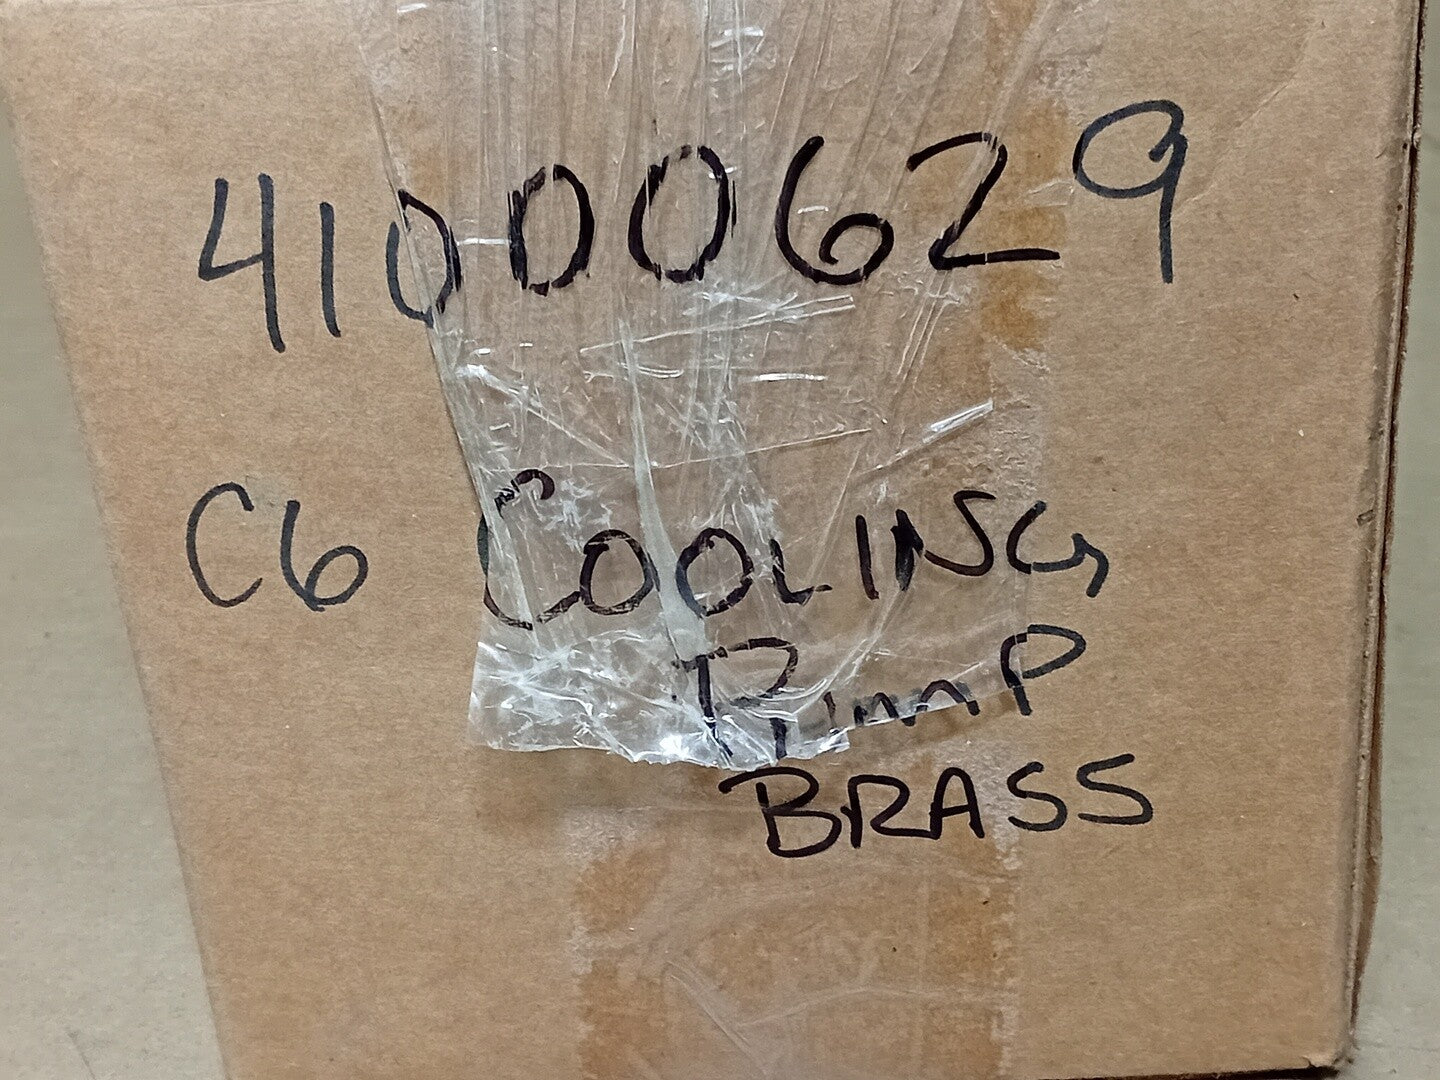 41000629
C6 COOLING
PUMP
BRASS